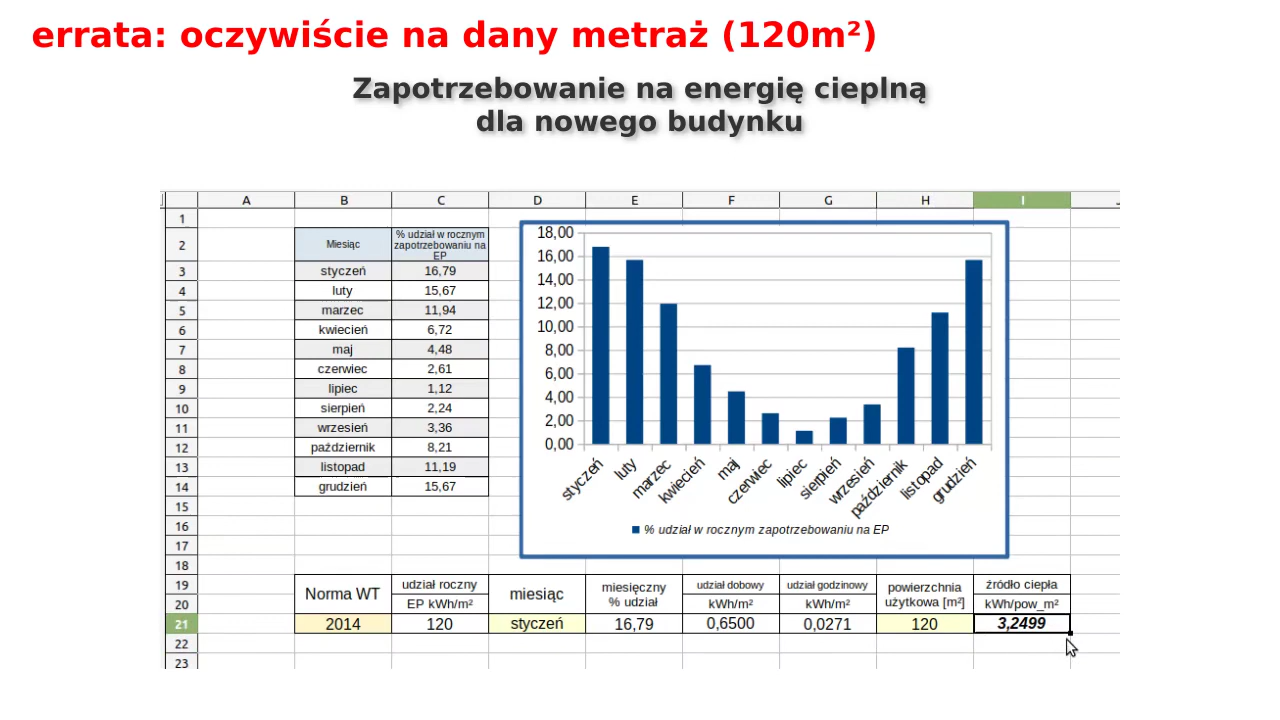 errata: oczywiście na dany metraż (120m²)
Zapotrzebowanie na energię cieplną
dla nowego budynku
A B C D E F G H I
1
2 Miesiąc % udział w rocznym zapotrzebowaniu na EP
3 styczeń 16,79
4 luty 15,67
5 marzec 11,94
6 kwiecień 6,72
7 maj 4,48
8 czerwiec 2,61
9 lipiec 1,12
10 sierpień 2,24
11 wrzesień 3,36
12 październik 8,21
13 listopad 11,19
14 grudzień 15,67
15
16
17
18
18,00
16,00
14,00
12,00
10,00
8,00
6,00
4,00
2,00
0,00
styczeń luty marzec kwiecień maj czerwiec lipiec sierpień wrzesień październik listopad grudzień
% udział w rocznym zapotrzebowaniu na EP
19 Norma WT udział roczny miesiąc miesięczny % udział udział dobowy udział godzinowy powierzchnia użytkowa [m²] źródło ciepła
20 EP kWh/m² kWh/m² kWh/m² kWh/pow_m²
21 2014 120 styczeń 16,79 0,6500 0,0271 120 3,2499
22
23